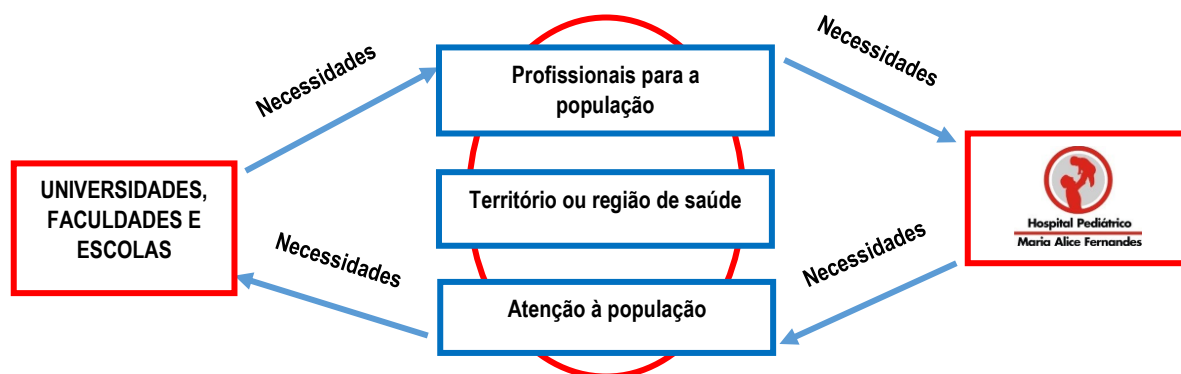 Necessidades
Necessidades
Profissionais para a
população
UNIVERSIDADES,
FACULDADES E
ESCOLAS
Território ou região de saúde
Hospital Pediátrico
Maria Alice Fernandes
Necessidades
Necessidades
Atenção à população